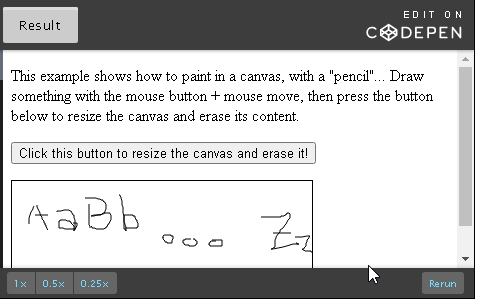 Result
EDIT ON
CODEPEN
This example shows how to paint in a canvas, with a "pencil"... Draw
something with the mouse button + mouse move, then press the button
below to resize the canvas and erase its content.
Click this button to resize the canvas and erase it!
AaBb ... Zz
1× 0.5× 0.25× Rerun